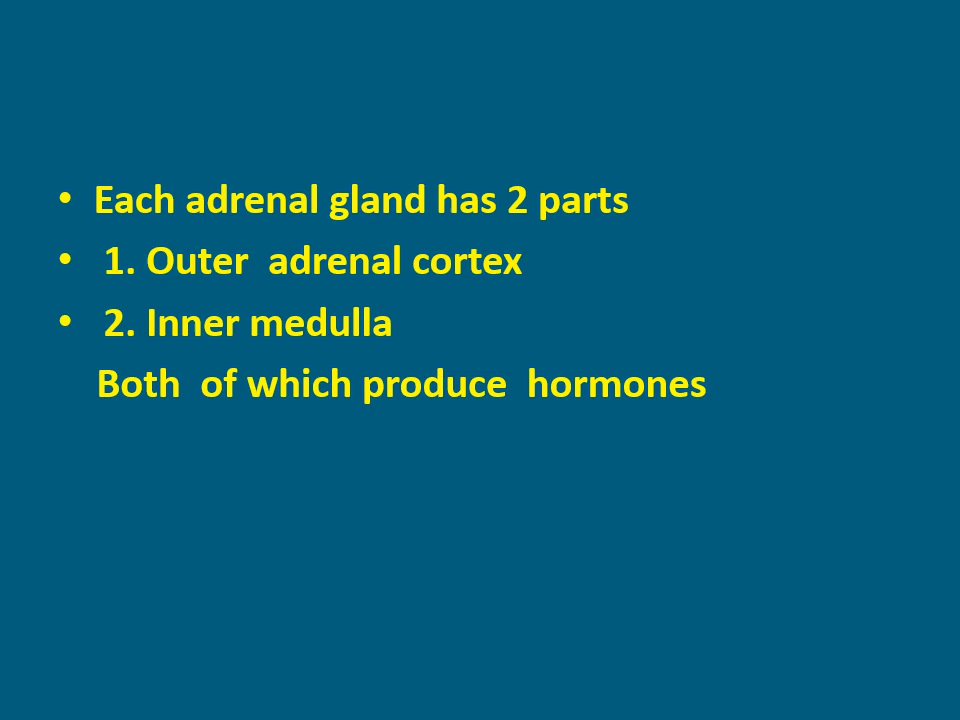 • Each adrenal gland has 2 parts
• 1. Outer  adrenal cortex
• 2. Inner medulla
Both  of which produce  hormones